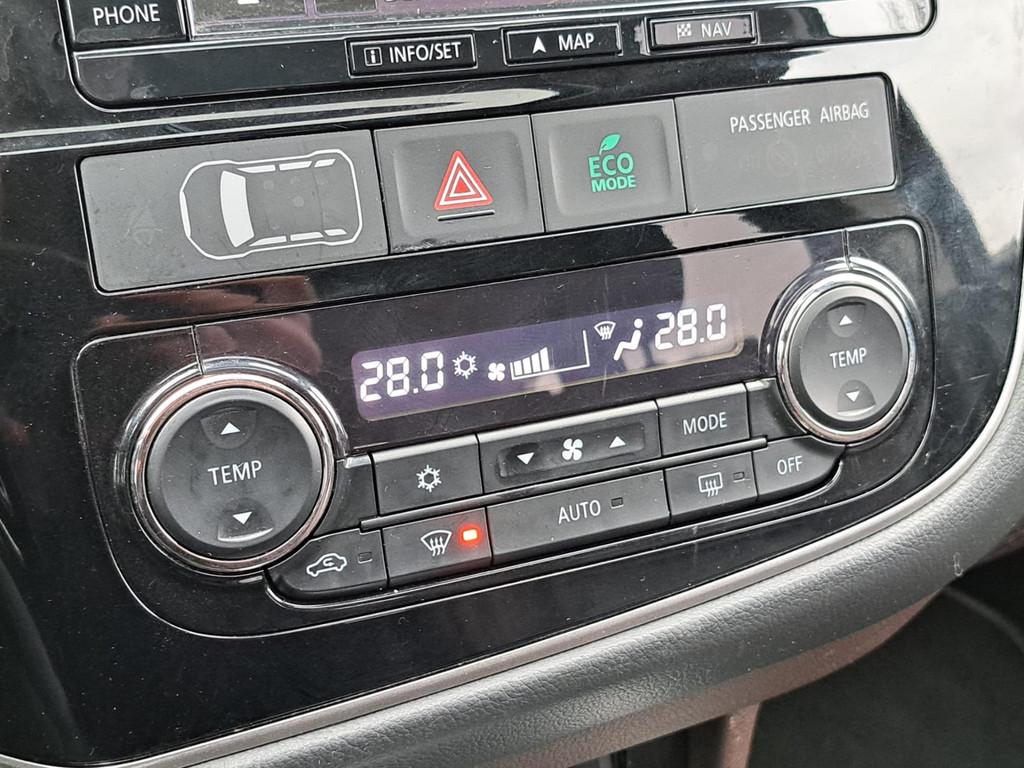 PHONE
INFO/SET
MAP
NAV
PASSENGER AIRBAG
ECO
MODE
28.0
28.0
TEMP
TEMP
MODE
AUTO
OFF